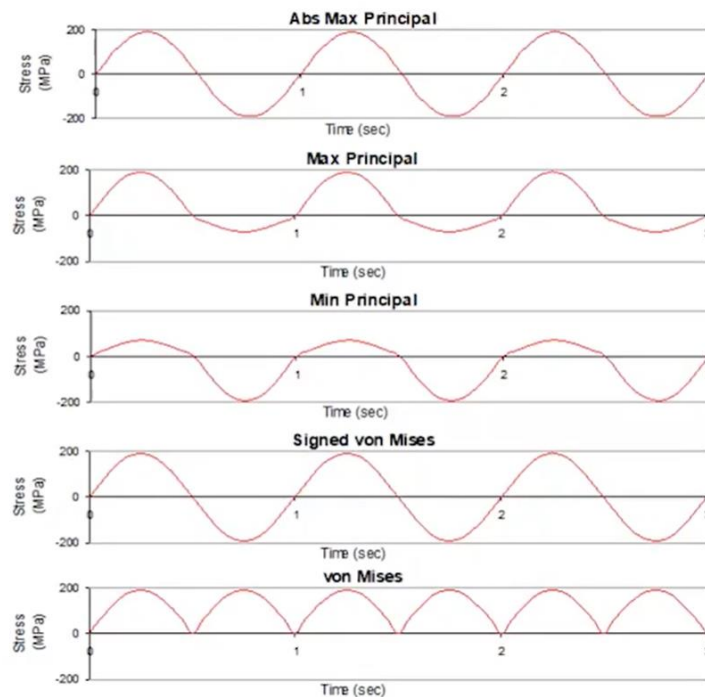 Abs Max Principal
Stress
(MPa)
200
0
-200
0
1
2
Time (sec)
Max Principal
Stress
(MPa)
200
0
-200
0
1
2
Time (sec)
Min Principal
Stress
(MPa)
200
0
-200
0
1
2
Time (sec)
Signed von Mises
Stress
(MPa)
200
0
-200
0
1
2
Time (sec)
von Mises
Stress
(MPa)
200
0
-200
0
1
2
Time (sec)